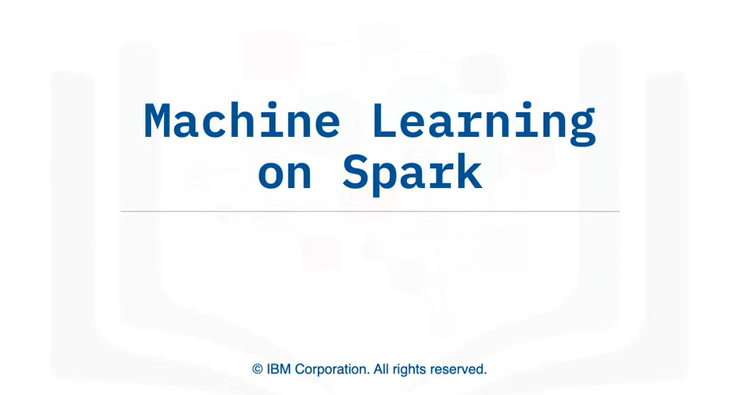 Machine Learning
on Spark
© IBM Corporation. All rights reserved.